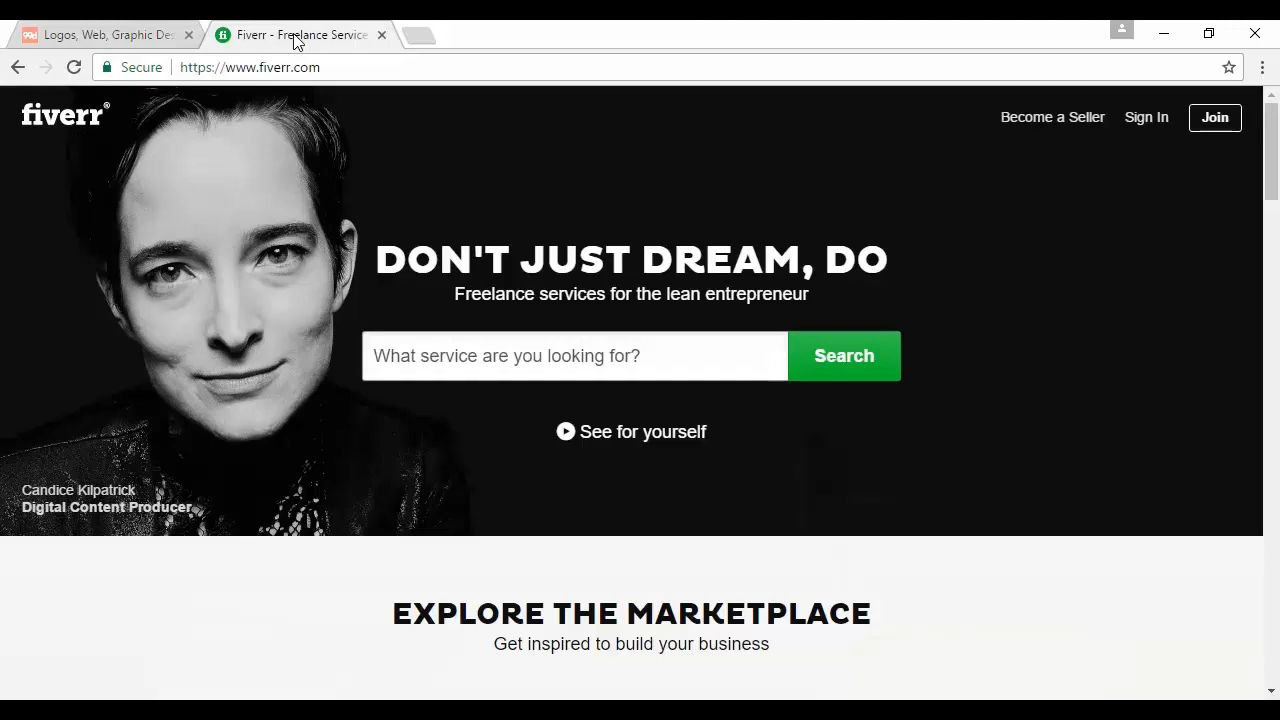 99d Logos, Web, Graphic Des
fi Fiverr - Freelance Service
Secure https://www.fiverr.com
fiverr®
Become a Seller Sign In Join
DON'T JUST DREAM, DO
Freelance services for the lean entrepreneur
What service are you looking for? Search
See for yourself
Candice Kilpatrick
Digital Content Producer
EXPLORE THE MARKETPLACE
Get inspired to build your business